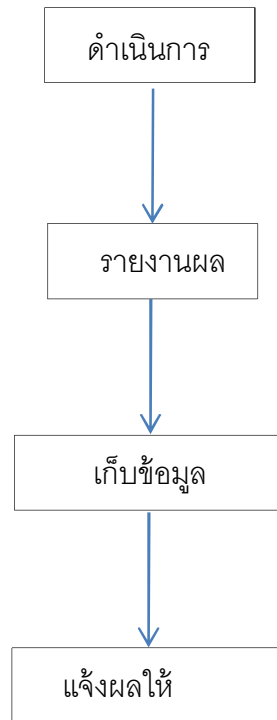 ดำเนินการ
รายงานผล
เก็บข้อมูล
แจ้งผลให้